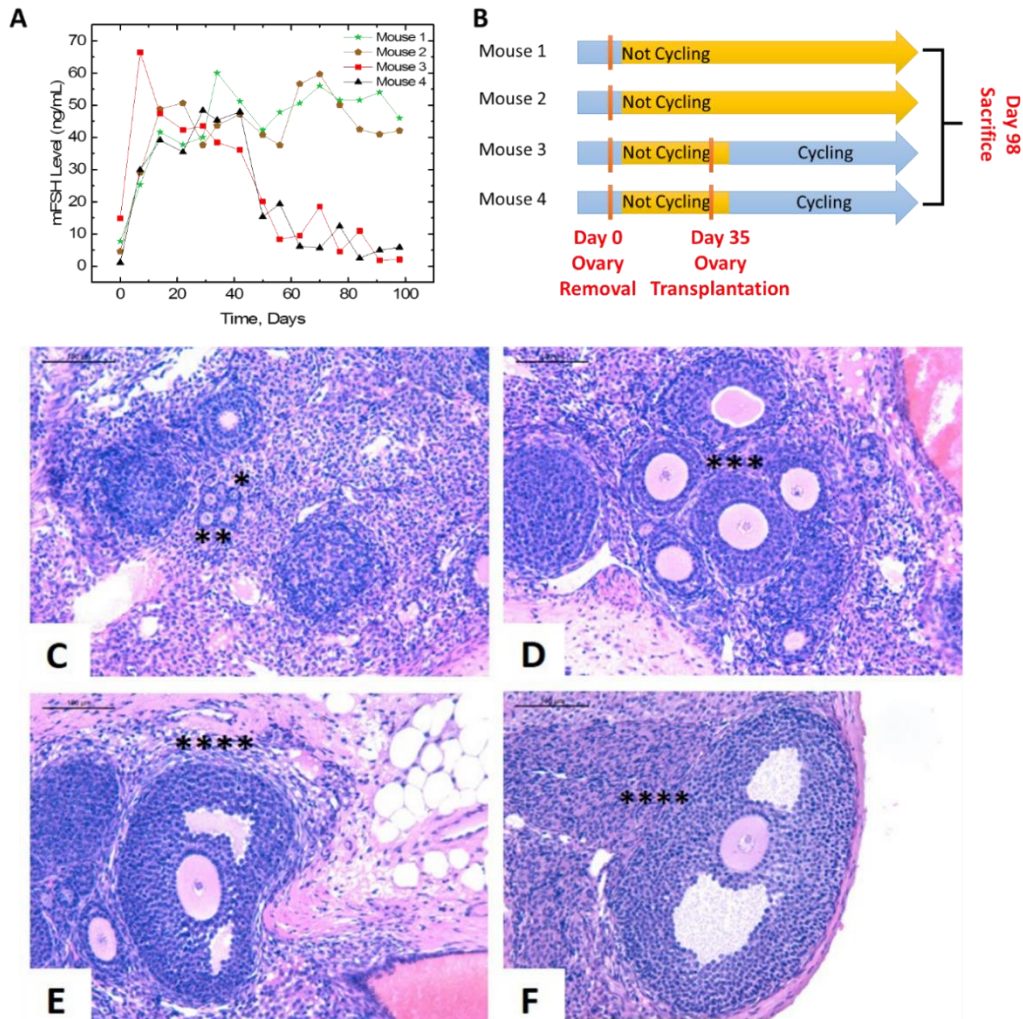 A
mFSH Level (ng/mL)
70
60
50
40
30
20
10
0
0 20 40 60 80 100
Time, Days
Mouse 1
Mouse 2
Mouse 3
Mouse 4
B
Mouse 1 Not Cycling
Mouse 2 Not Cycling
Mouse 3 Not Cycling Cycling
Mouse 4 Not Cycling Cycling
Day 0
Ovary
Removal
Day 35
Ovary
Transplantation
Day 98
Sacrifice
*
**
C
***
D
****
E
****
F